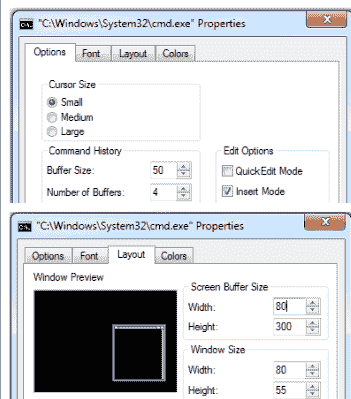 "C:\Windows\System32\cmd.exe" Properties
Options Font Layout Colors
Cursor Size
Small
Medium
Large
Command History
Buffer Size: 50
Number of Buffers: 4
Edit Options
QuickEdit Mode
Insert Mode
"C:\Windows\System32\cmd.exe" Properties
Options Font Layout Colors
Window Preview
Screen Buffer Size
Width: 80
Height: 300
Window Size
Width: 80
Height: 55